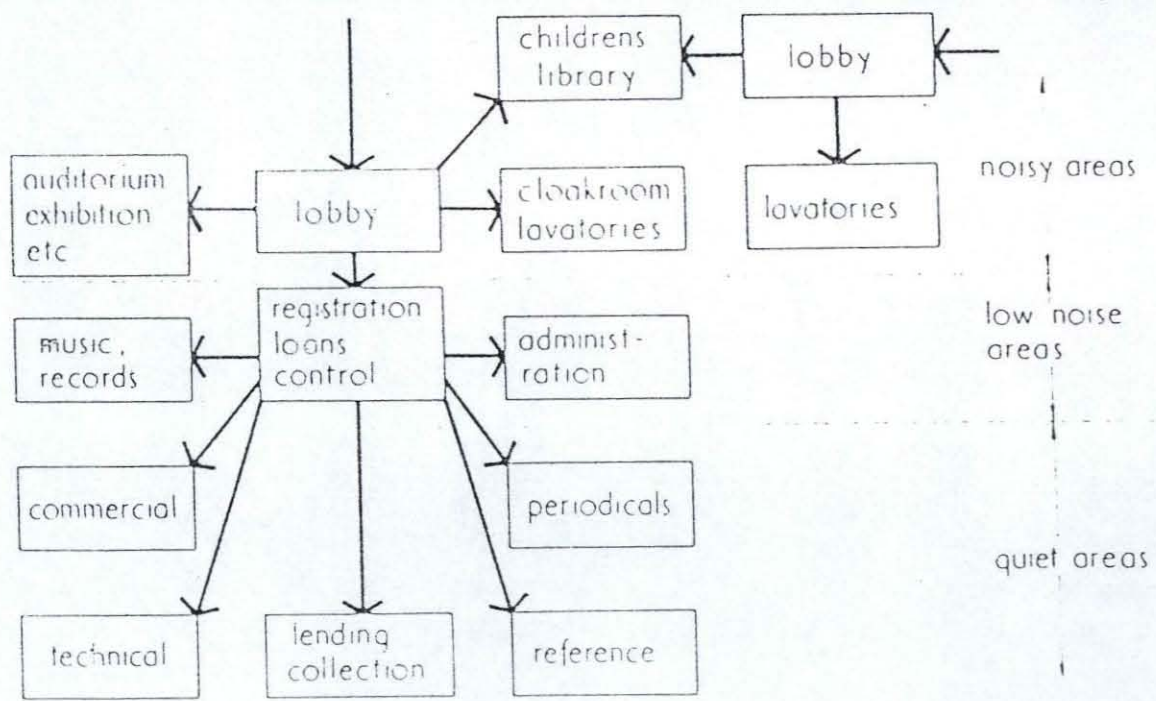 childrens
library
lobby
noisy areas
auditorium
exhibition
etc
lobby
cloakroom
lavatories
lavatories
registration
loans
control
music,
records
administ-
ration
low noise
areas
commercial
periodicals
quiet areas
technical
lending
collection
reference